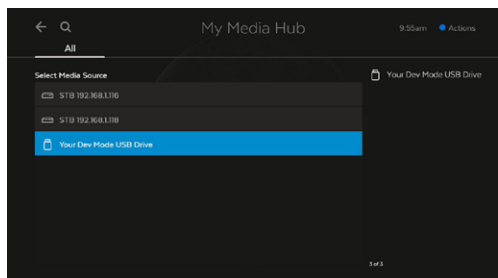 My Media Hub
9:55am Actions
All
Select Media Source
STB 192.168.1.116
STB 192.168.1.118
Your Dev Mode USB Drive
Your Dev Mode USB Drive
3 of 3